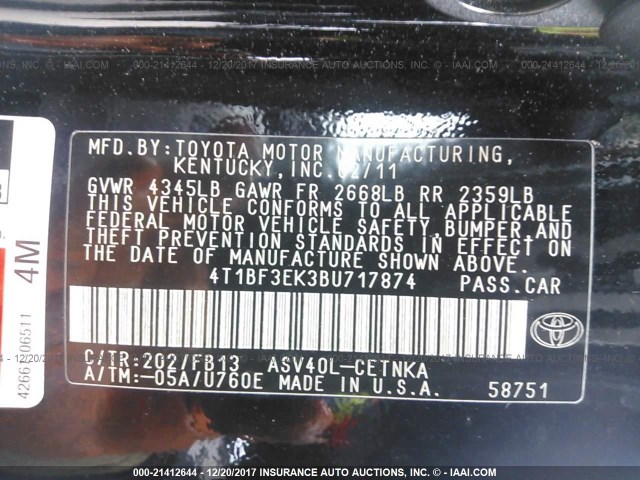 MFD.BY:TOYOTA MOTOR MANUFACTURING,
KENTUCKY, INC. 02/11
GVWR 4345LB GAWR FR 2668LB RR 2359LB
THIS VEHICLE CONFORMS TO ALL APPLICABLE
FEDERAL MOTOR VEHICLE SAFETY, BUMPER, AND
THEFT PREVENTION STANDARDS IN EFFECT ON
THE DATE OF MANUFACTURE SHOWN ABOVE.
4T1BF3EK3BU717874 PASS.CAR
C/TR:202/FB13 ASV40L-CETNKA
A/TM:-05A/U760E MADE IN U.S.A.
58751
4M
000-21412644 - 12/20/2017 INSURANCE AUTO AUCTIONS, INC. - IAAI.COM